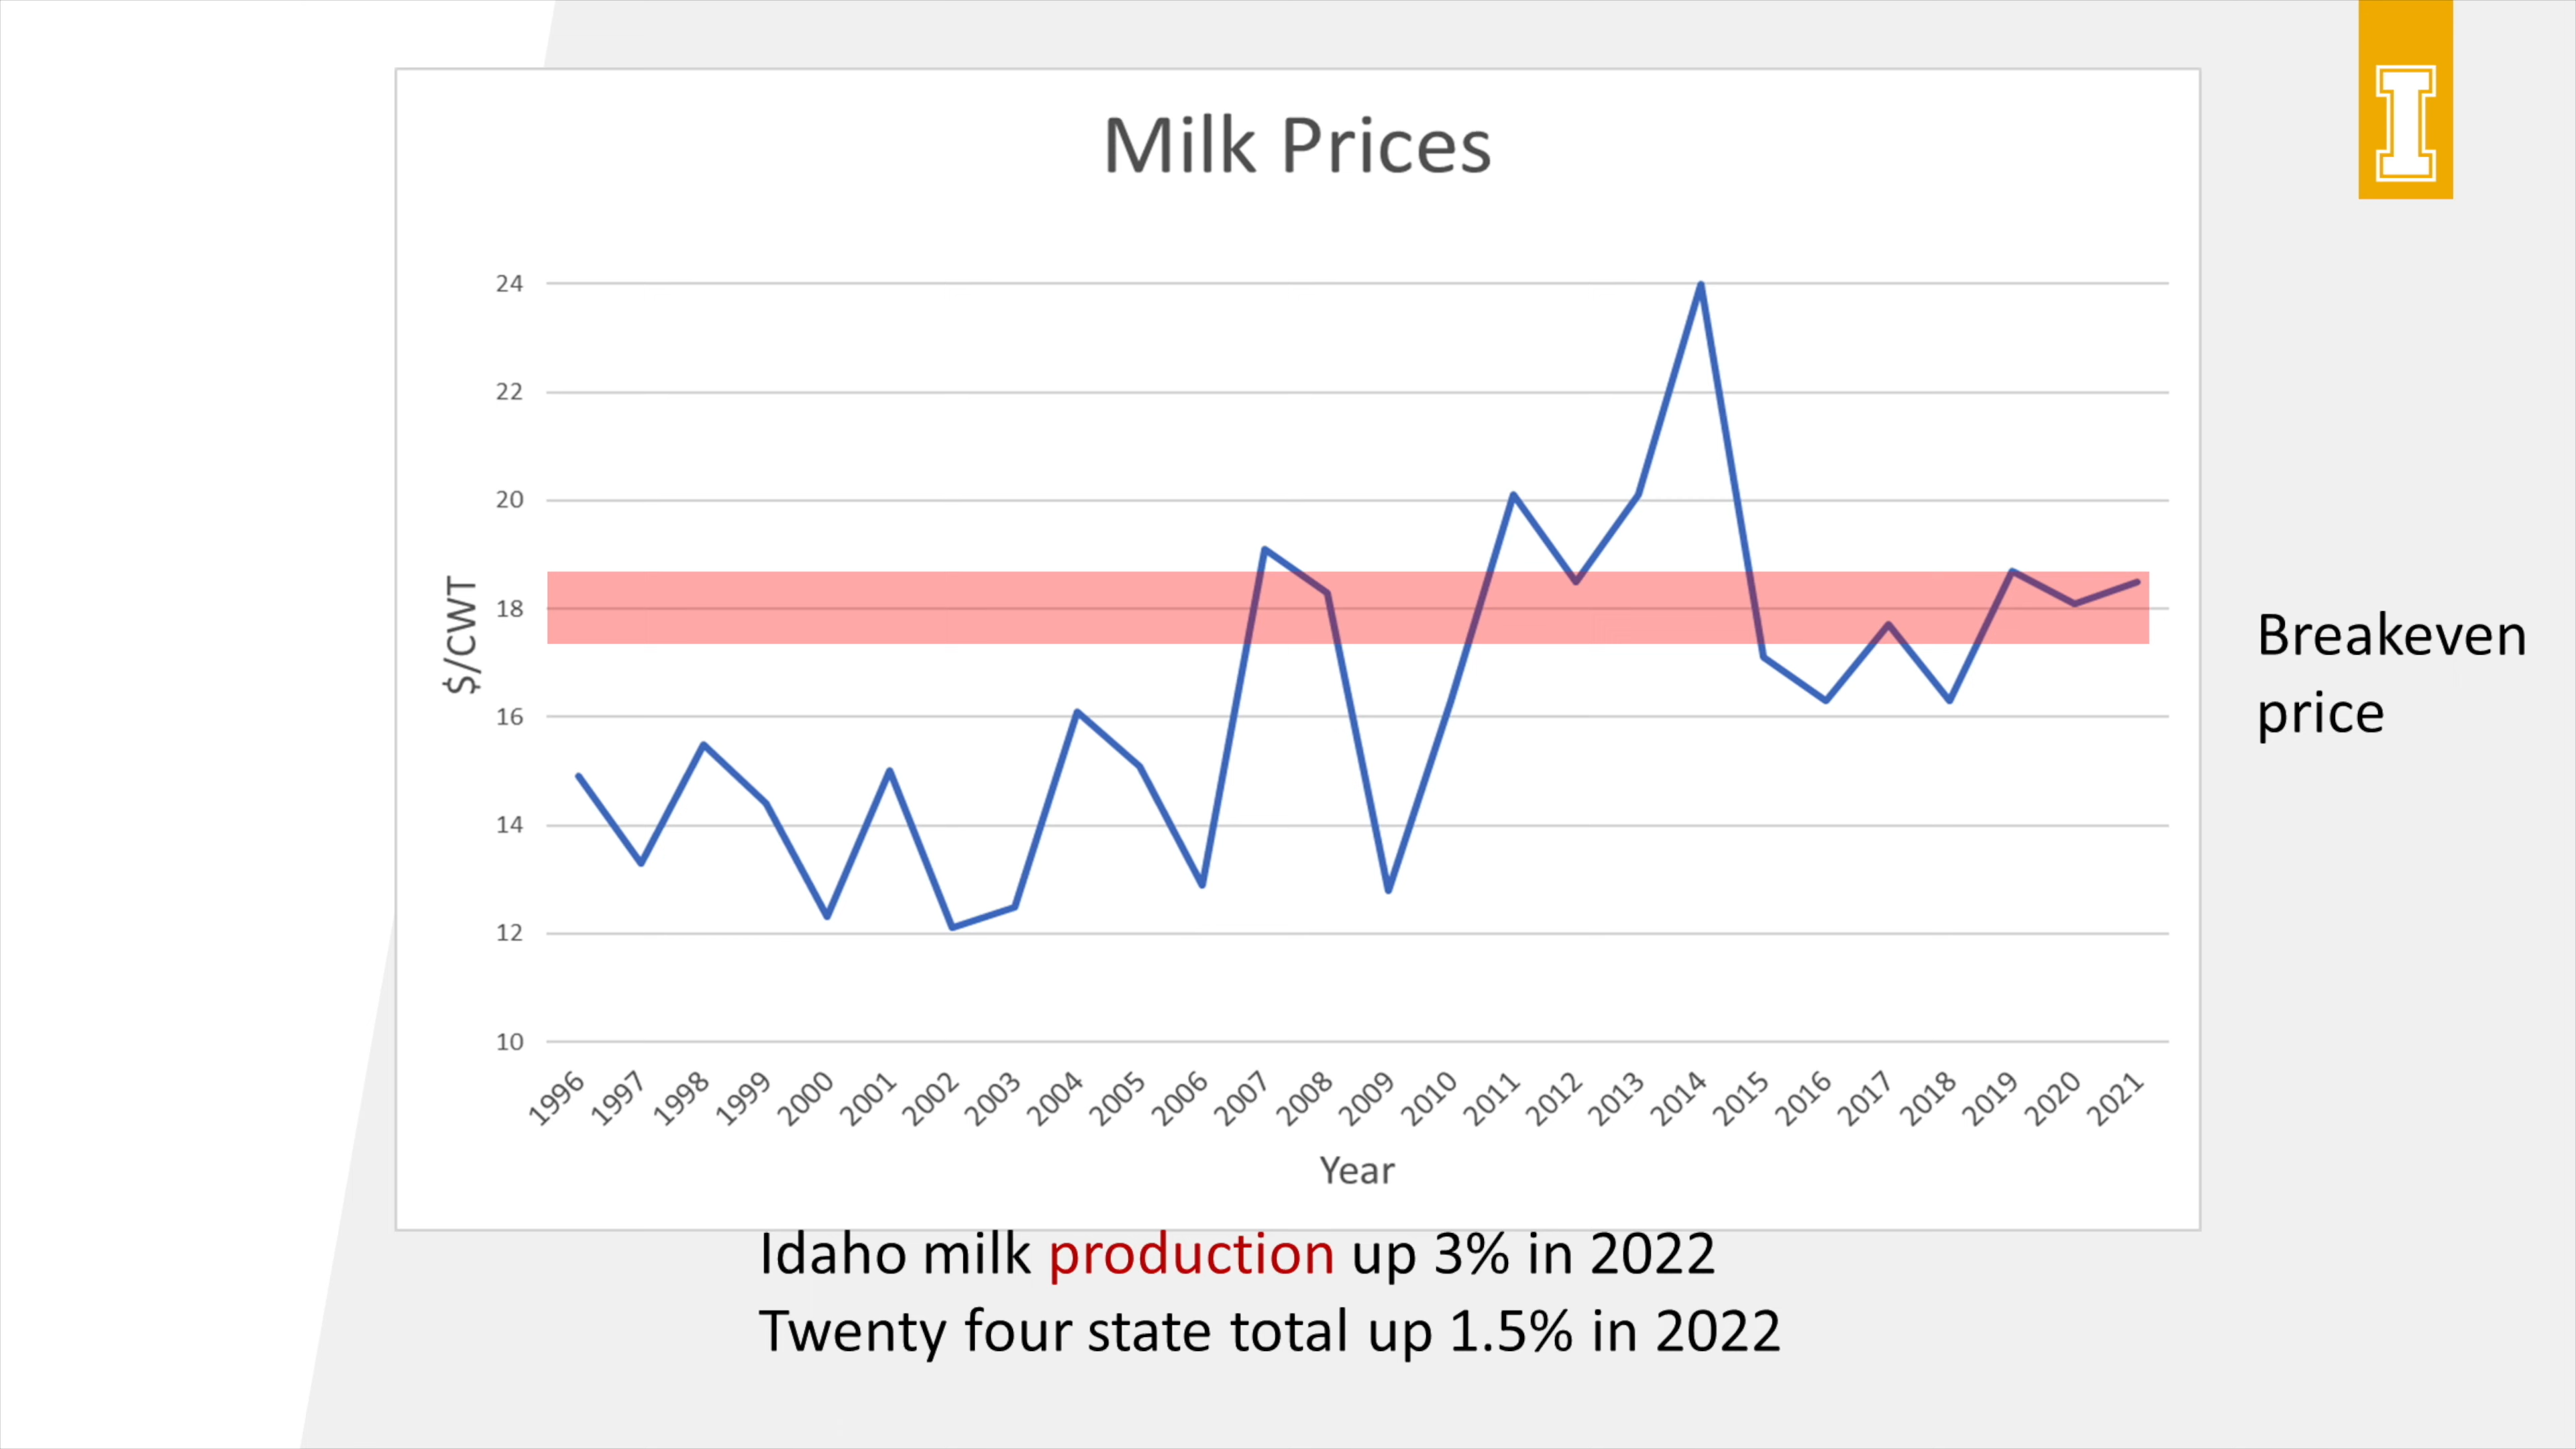 I
Milk Prices
24
22
20
18
16
14
12
10
$/CWT
1996 1997 1998 1999 2000 2001 2002 2003 2004 2005 2006 2007 2008 2009 2010 2011 2012 2013 2014 2015 2016 2017 2018 2019 2020 2021
Year
Breakeven
price
Idaho milk production up 3% in 2022
Twenty four state total up 1.5% in 2022